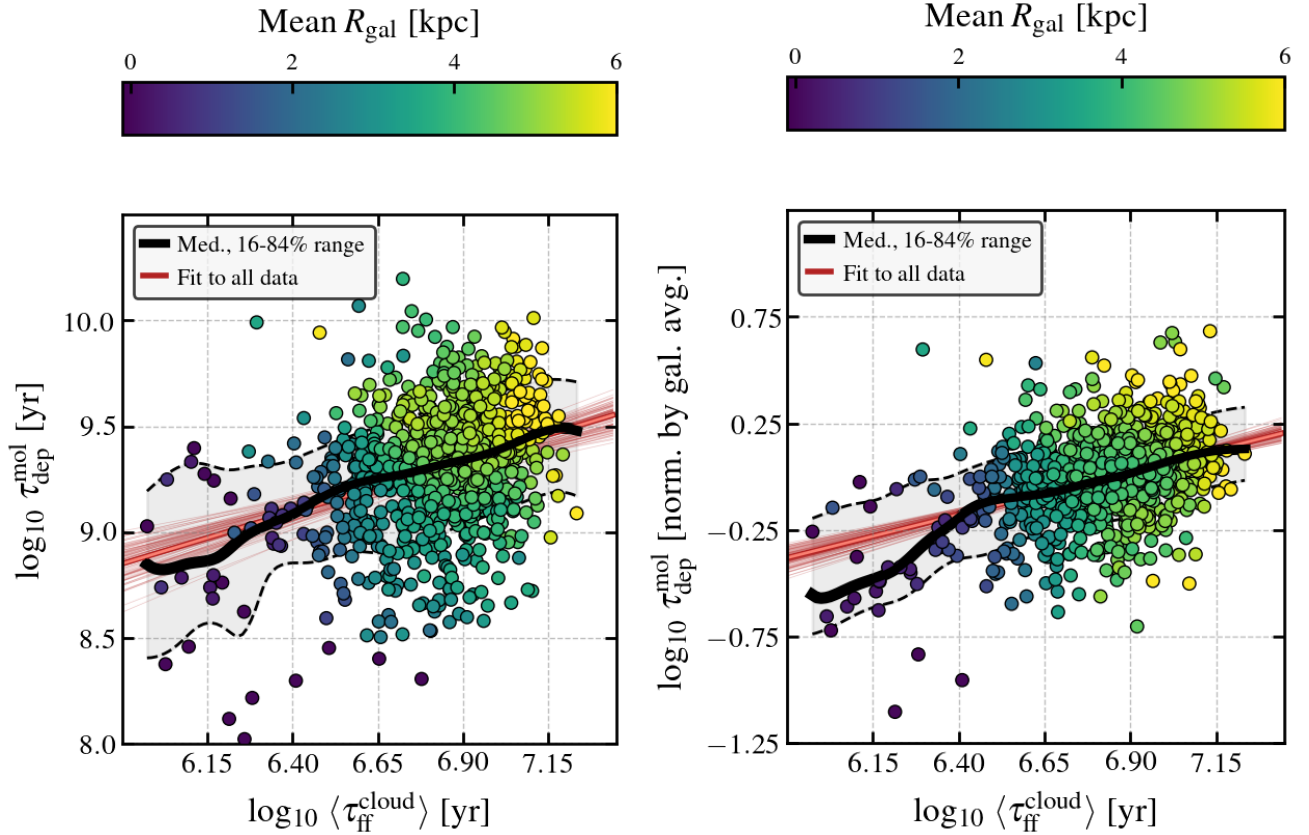 Mean R_gal [kpc]
0 2 4 6
Med., 16-84% range
Fit to all data
log₁₀ τ_dep^mol [yr]
10.0
9.5
9.0
8.5
8.0
6.15 6.40 6.65 6.90 7.15
log₁₀ ⟨τ_ff^cloud⟩ [yr]
Mean R_gal [kpc]
0 2 4 6
Med., 16-84% range
Fit to all data
log₁₀ τ_dep^mol [norm. by gal. avg.]
0.75
0.25
−0.25
−0.75
−1.25
6.15 6.40 6.65 6.90 7.15
log₁₀ ⟨τ_ff^cloud⟩ [yr]